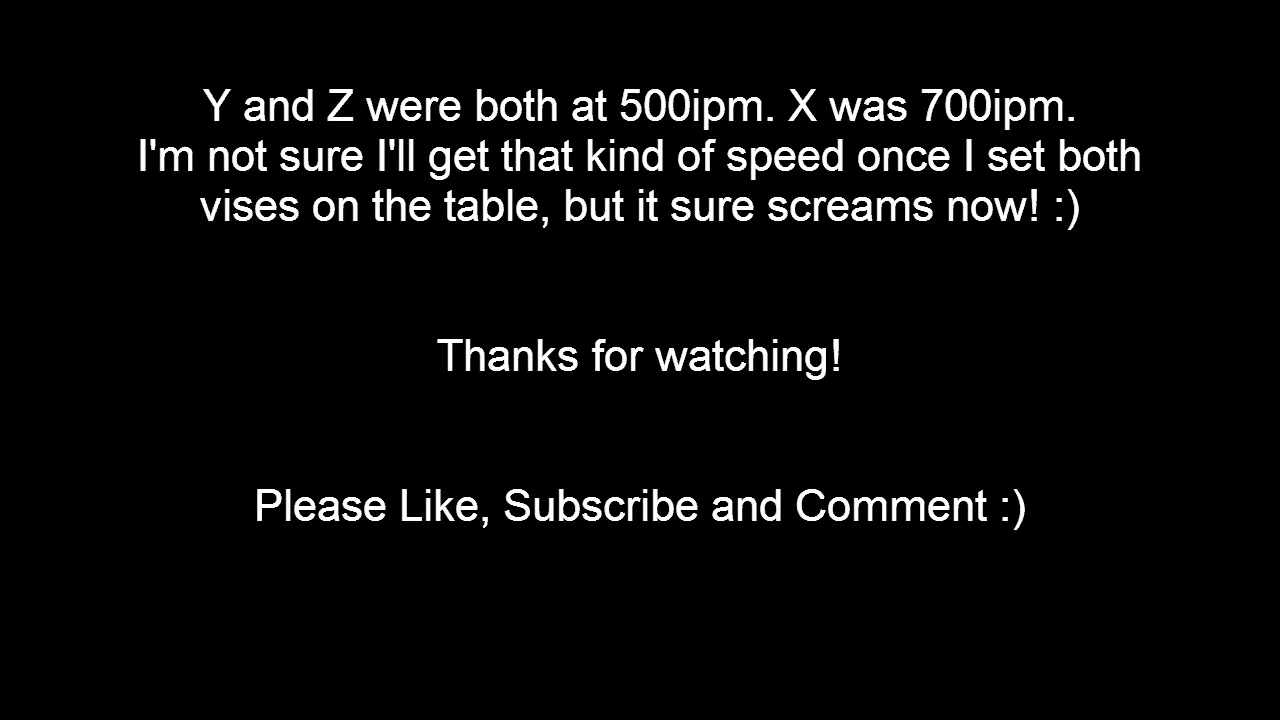 Y and Z were both at 500ipm. X was 700ipm.
I'm not sure I'll get that kind of speed once I set both
vises on the table, but it sure screams now! :)
Thanks for watching!
Please Like, Subscribe and Comment :)